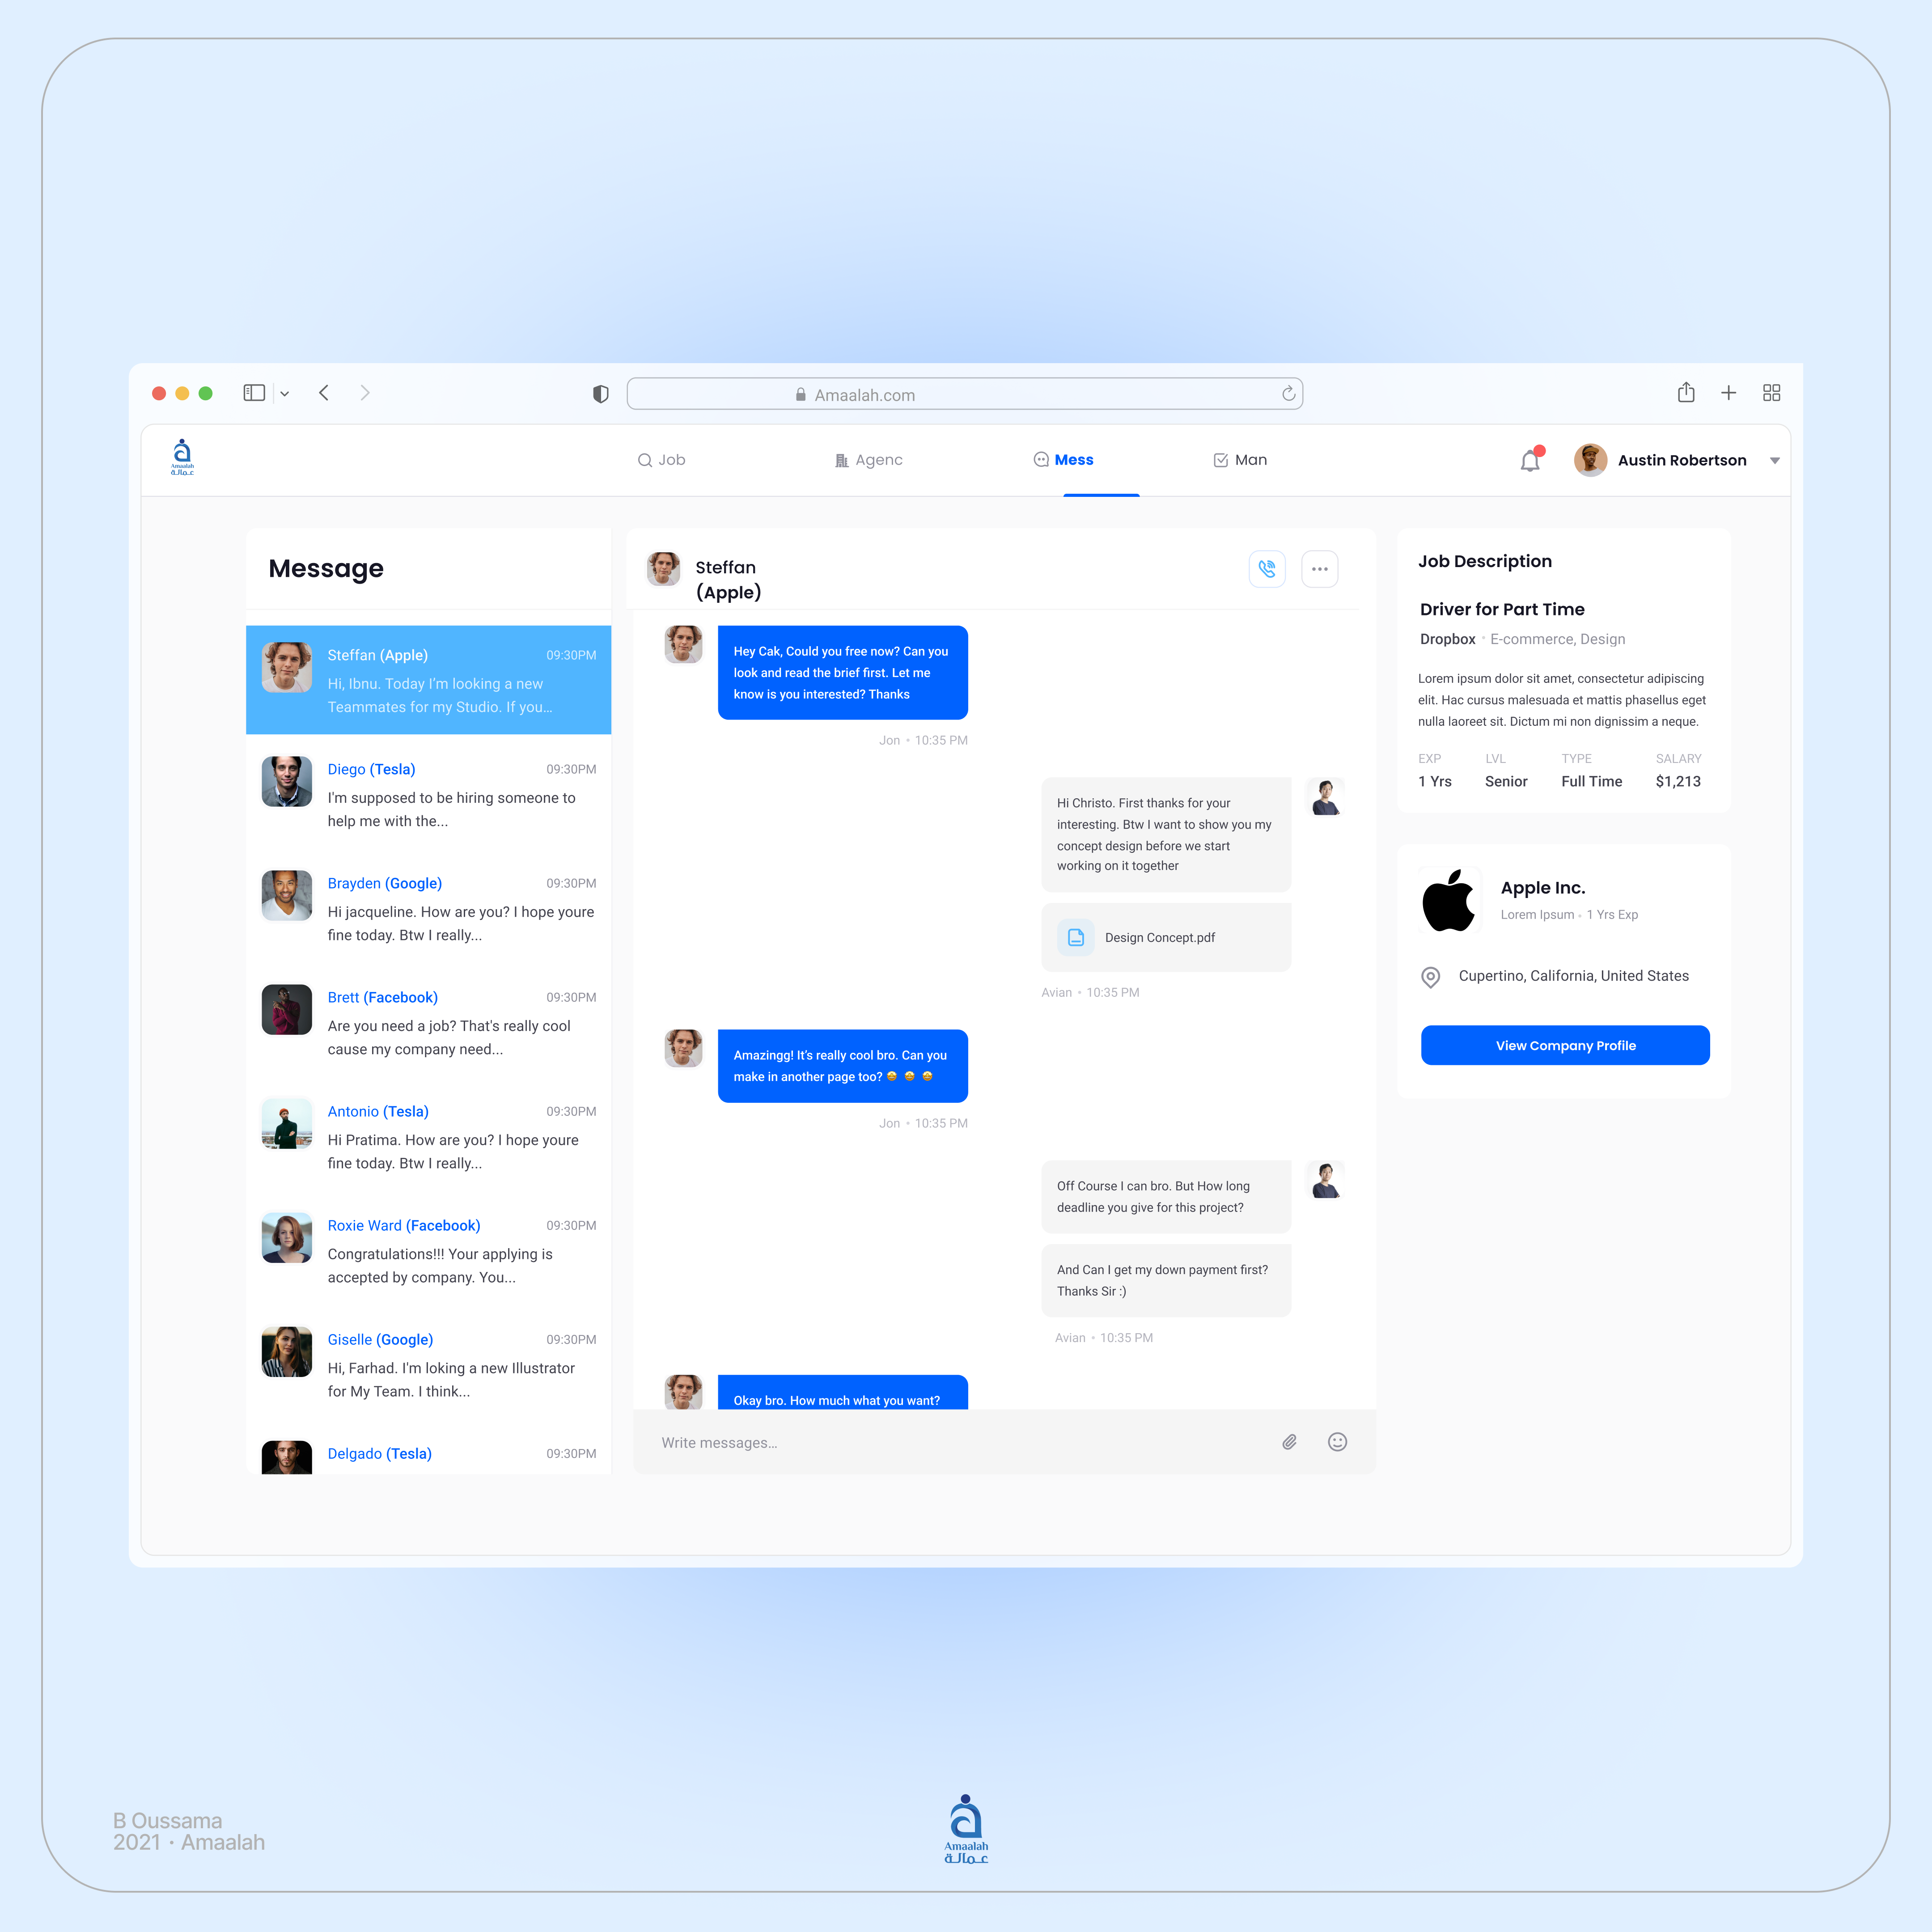 Amaalah.com
Amaalah
عـمالـة
Job
Agenc
Mess
Man
Austin Robertson
Message
Steffan (Apple)
09:30PM
Hi, Ibnu. Today I'm looking a new
Teammates for my Studio. If you...
Diego (Tesla)
09:30PM
I'm supposed to be hiring someone to
help me with the...
Brayden (Google)
09:30PM
Hi jacqueline. How are you? I hope youre
fine today. Btw I really...
Brett (Facebook)
09:30PM
Are you need a job? That's really cool
cause my company need...
Antonio (Tesla)
09:30PM
Hi Pratima. How are you? I hope youre
fine today. Btw I really...
Roxie Ward (Facebook)
09:30PM
Congratulations!!! Your applying is
accepted by company. You...
Giselle (Google)
09:30PM
Hi, Farhad. I'm loking a new Illustrator
for My Team. I think...
Delgado (Tesla)
09:30PM
Steffan
(Apple)
Hey Cak, Could you free now? Can you
look and read the brief first. Let me
know is you interested? Thanks
Jon • 10:35 PM
Hi Christo. First thanks for your
interesting. Btw I want to show you my
concept design before we start
working on it together
Design Concept.pdf
Avian • 10:35 PM
Amazingg! It's really cool bro. Can you
make in another page too? 🤩 🤩 🤩
Jon • 10:35 PM
Off Course I can bro. But How long
deadline you give for this project?
And Can I get my down payment first?
Thanks Sir :)
Avian • 10:35 PM
Okay bro. How much what you want?
Write messages...
Job Description
Driver for Part Time
Dropbox • E-commerce, Design
Lorem ipsum dolor sit amet, consectetur adipiscing
elit. Hac cursus malesuada et mattis phasellus eget
nulla laoreet sit. Dictum mi non dignissim a neque.
EXP LVL TYPE SALARY
1 Yrs Senior Full Time $1,213
Apple Inc.
Lorem Ipsum • 1 Yrs Exp
Cupertino, California, United States
View Company Profile
B Oussama
2021 · Amaalah
Amaalah
عـمالـة